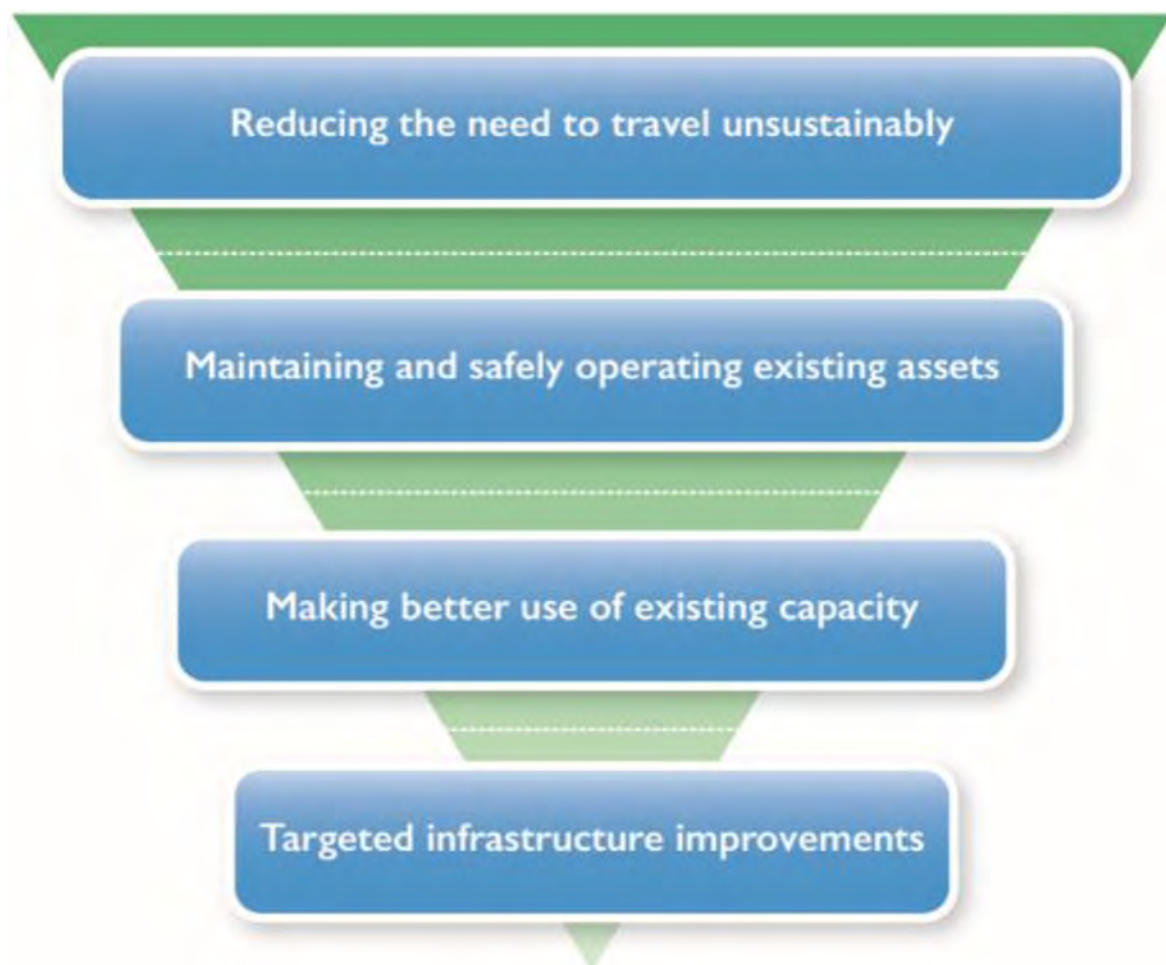 Reducing the need to travel unsustainably
Maintaining and safely operating existing assets
Making better use of existing capacity
Targeted infrastructure improvements